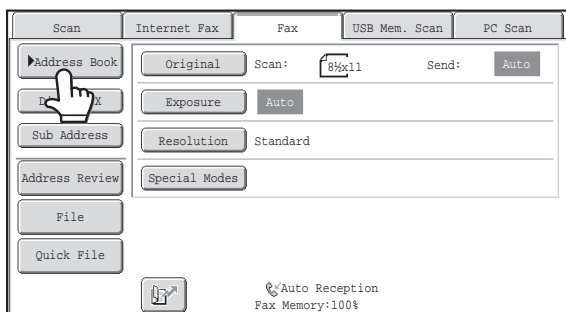 Scan Internet Fax Fax USB Mem. Scan PC Scan
Address Book Original Scan: 8½x11 Send: Auto
X Exposure Auto
Sub Address Resolution Standard
Address Review Special Modes
File
Quick File
Auto Reception
Fax Memory:100%